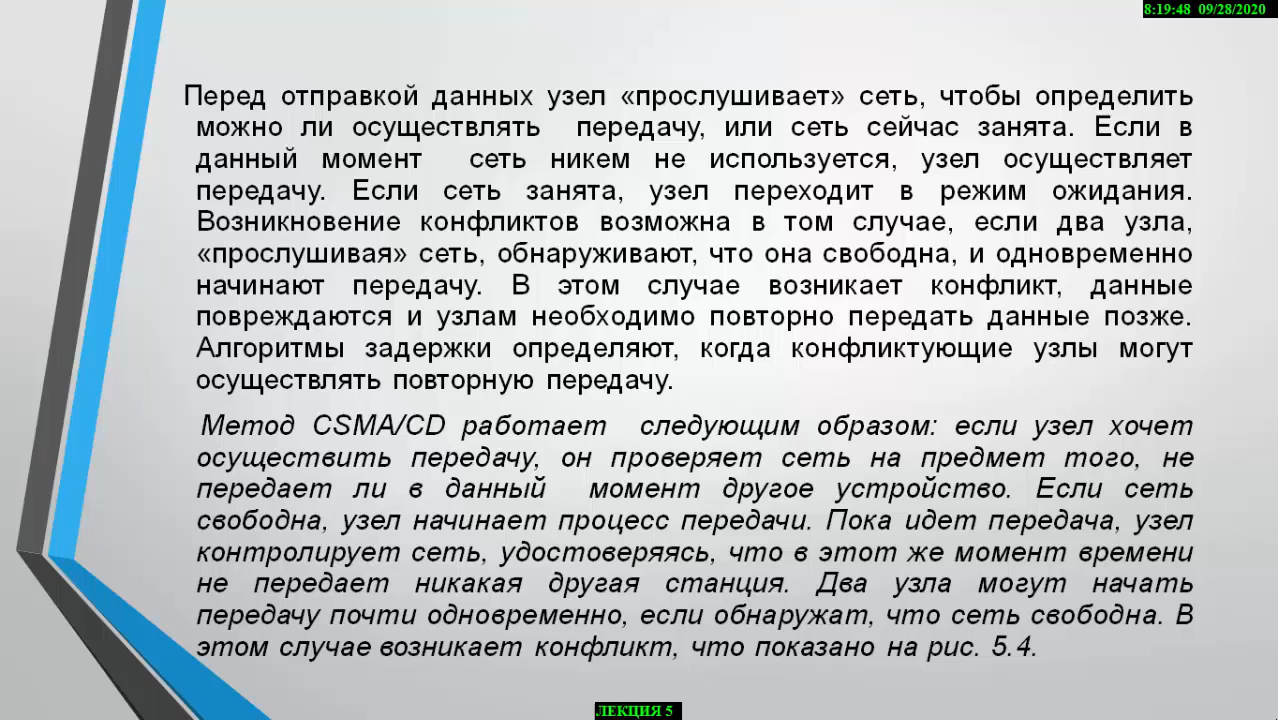 8:19:48 09/28/2020
Перед отправкой данных узел «прослушивает» сеть, чтобы определить
можно ли осуществлять передачу, или сеть сейчас занята. Если в
данный момент сеть никем не используется, узел осуществляет
передачу. Если сеть занята, узел переходит в режим ожидания.
Возникновение конфликтов возможна в том случае, если два узла,
«прослушивая» сеть, обнаруживают, что она свободна, и одновременно
начинают передачу. В этом случае возникает конфликт, данные
повреждаются и узлам необходимо повторно передать данные позже.
Алгоритмы задержки определяют, когда конфликтующие узлы могут
осуществлять повторную передачу.
Метод CSMA/CD работает следующим образом: если узел хочет
осуществить передачу, он проверяет сеть на предмет того, не
передает ли в данный момент другое устройство. Если сеть
свободна, узел начинает процесс передачи. Пока идет передача, узел
контролирует сеть, удостоверяясь, что в этот же момент времени
не передает никакая другая станция. Два узла могут начать
передачу почти одновременно, если обнаружат, что сеть свободна. В
этом случае возникает конфликт, что показано на рис. 5.4.
ЛЕКЦИЯ 5